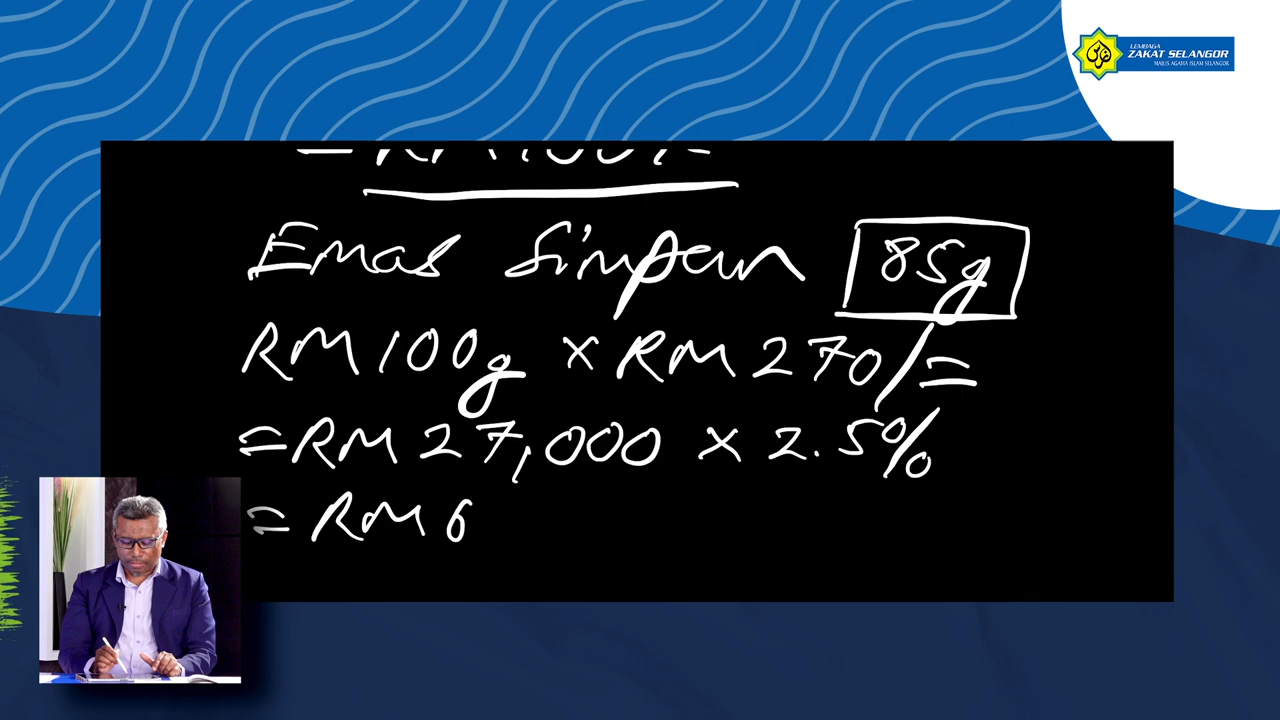 LEMBAGA
ZAKAT SELANGOR
MAJLIS AGAMA ISLAM SELANGOR
Emas Simpan 85g
RM100g × RM270/=
=RM27,000 × 2.5%
= RM6